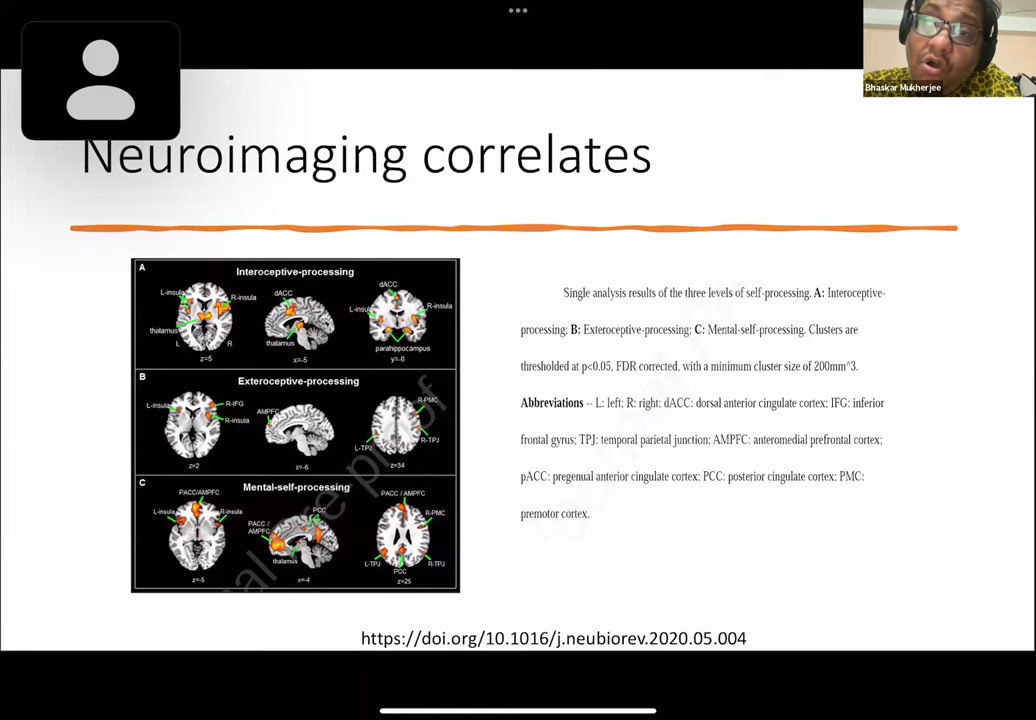 Bhaskar Mukherjee
Neuroimaging correlates
A
Interoceptive-processing
L-insula
R-insula
thalamus
L
R
z=5
dACC
thalamus
x=-5
dACC
L-insula
R-insula
parahippocampus
y=-6
B
Exteroceptive-processing
L-insula
R-IFG
R-insula
z=2
AMPFC
x=-6
R-PMC
L-TPJ
R-TPJ
z=34
C
Mental-self-processing
PACC/AMPFC
L-insula
R-insula
z=-5
PCC
PACC /
AMPFC
thalamus
x=-4
PACC / AMPFC
R-PMC
L-TPJ
R-TPJ
PCC
z=25
Single analysis results of the three levels of self-processing. A: Interoceptive-
processing; B: Exteroceptive-processing; C: Mental-self-processing. Clusters are
thresholded at p<0.05, FDR corrected, with a minimum cluster size of 200mm^3.
Abbreviations -- L: left; R: right; dACC: dorsal anterior cingulate cortex; IFG: inferior
frontal gyrus; TPJ: temporal parietal junction; AMPFC: anteromedial prefrontal cortex;
pACC: pregenual anterior cingulate cortex; PCC: posterior cingulate cortex; PMC:
premotor cortex.
https://doi.org/10.1016/j.neubiorev.2020.05.004